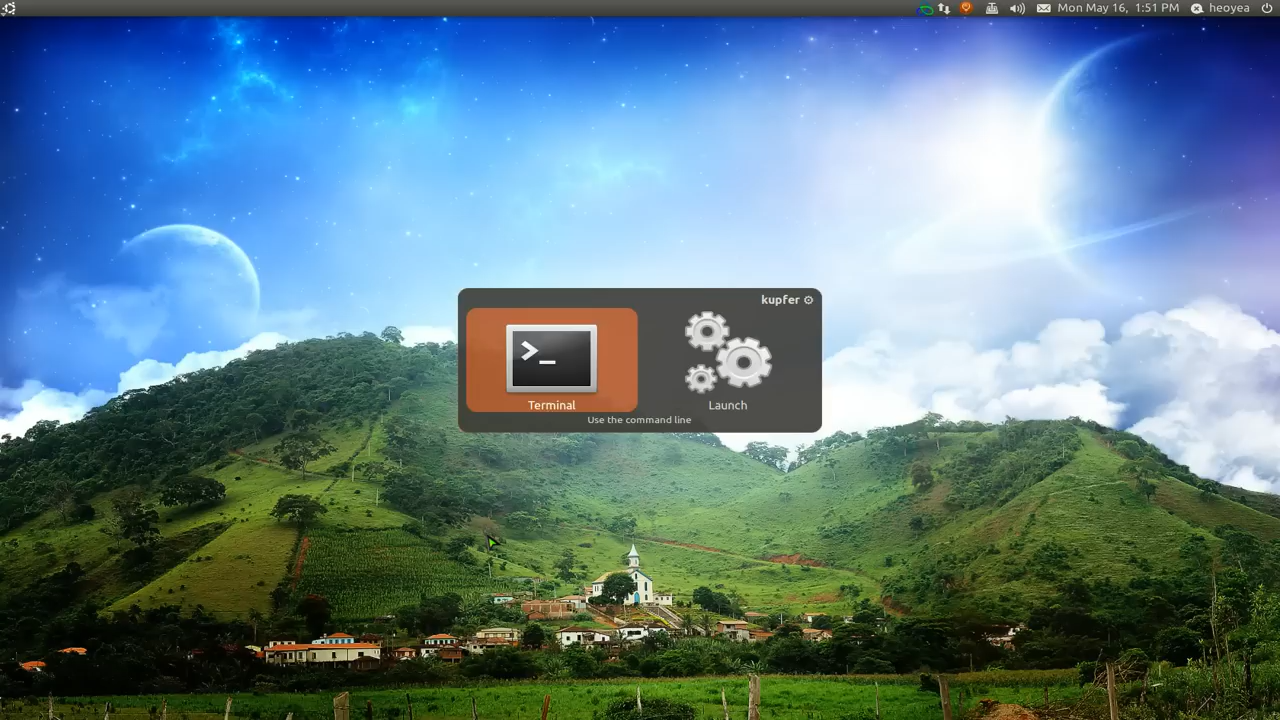 Mon May 16, 1:51 PM heoyea
kupfer
Terminal Launch
Use the command line